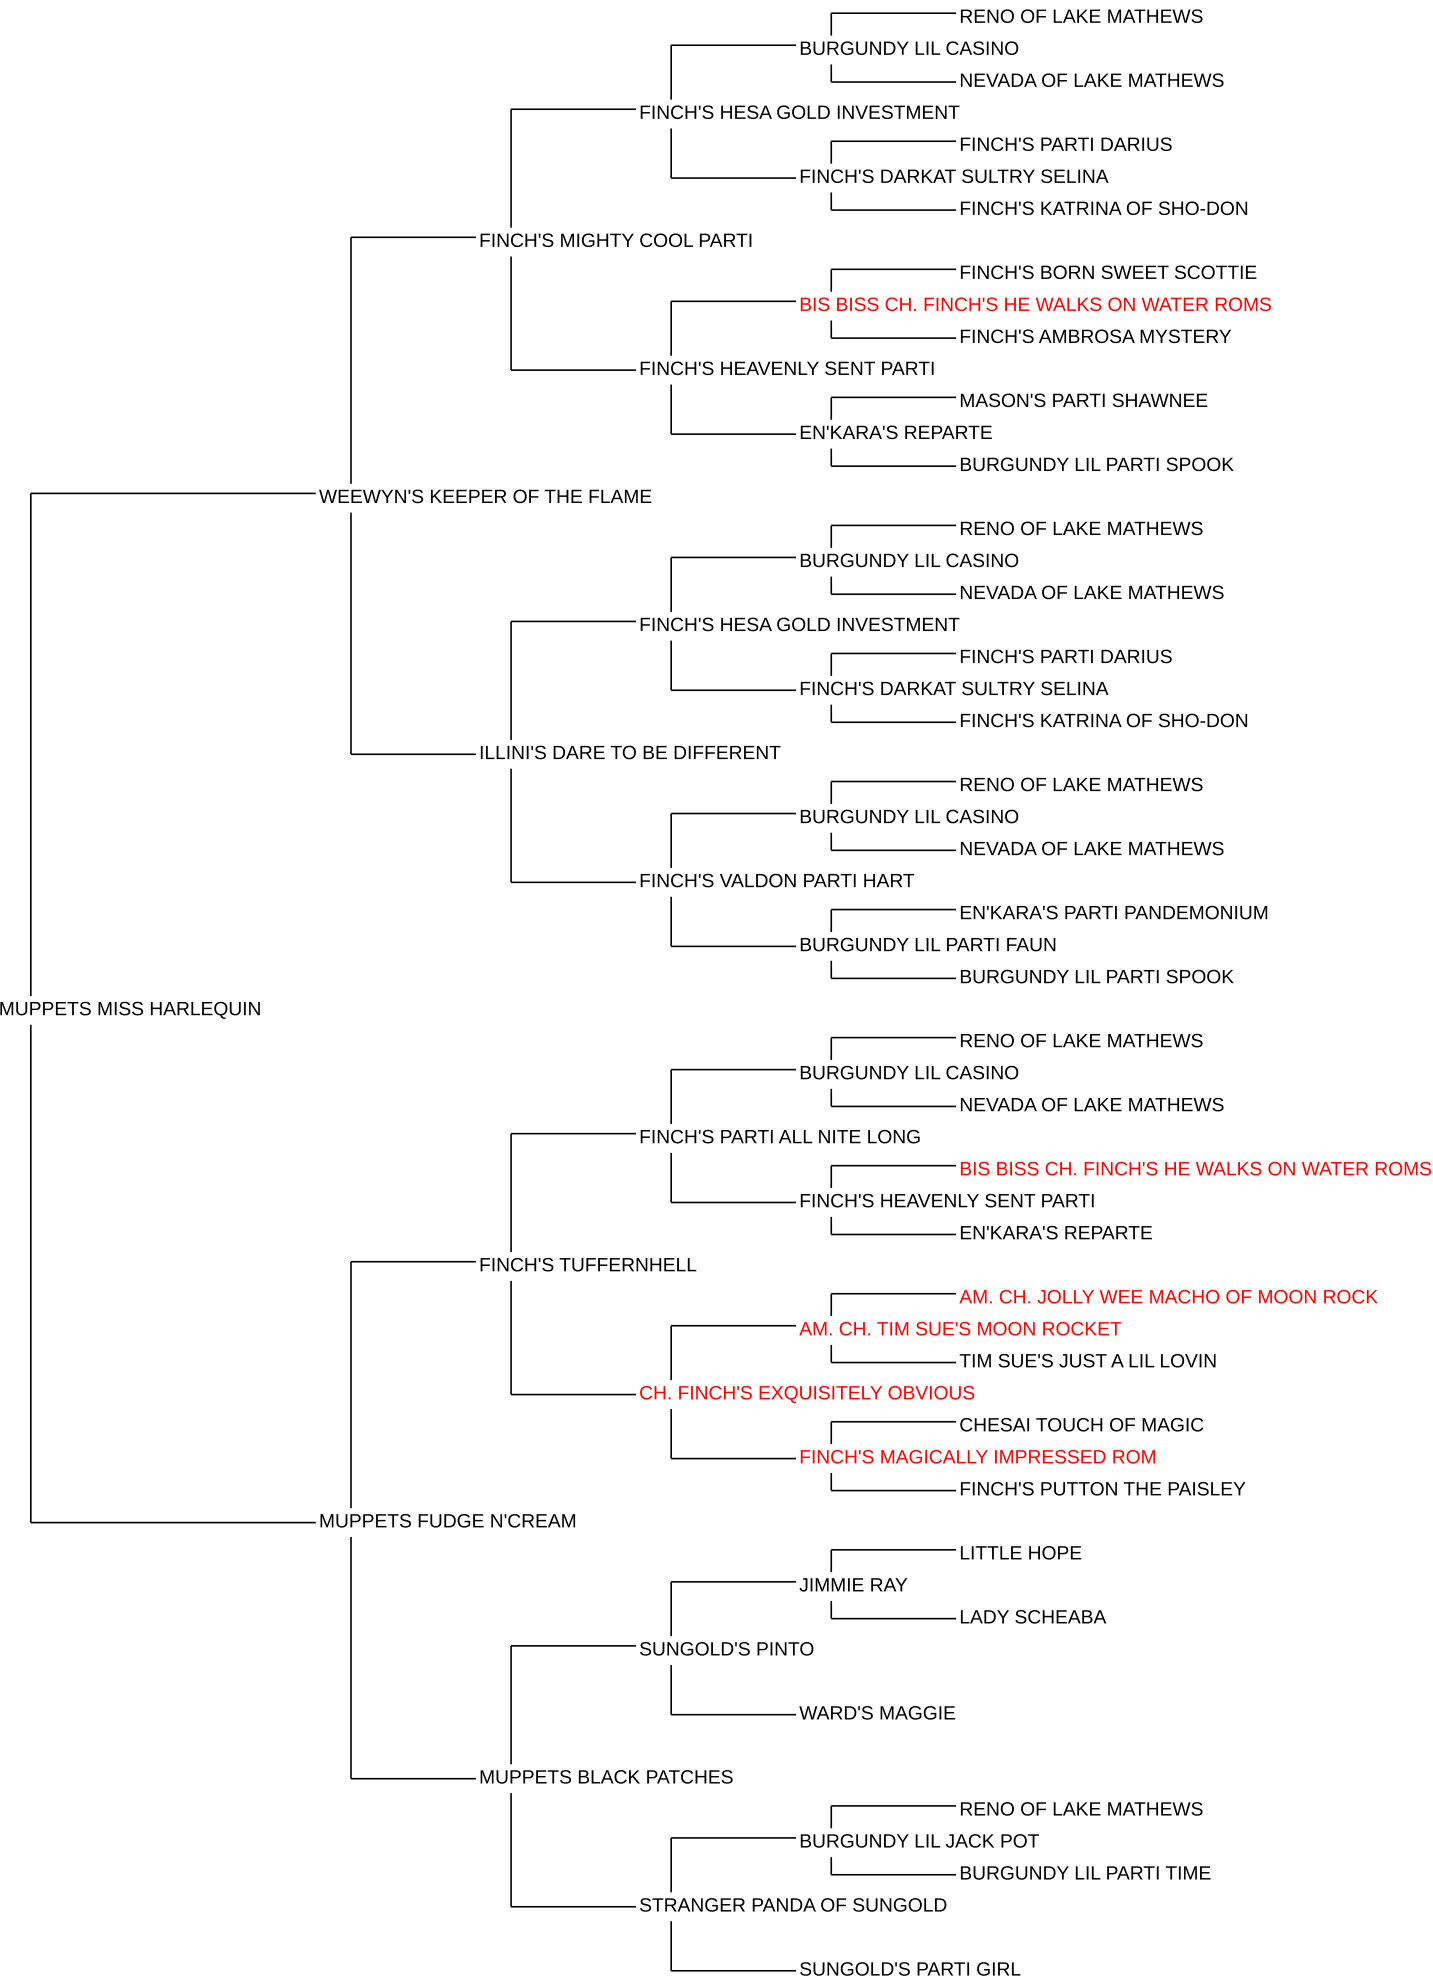 RENO OF LAKE MATHEWS
BURGUNDY LIL CASINO
NEVADA OF LAKE MATHEWS
FINCH'S HESA GOLD INVESTMENT
FINCH'S PARTI DARIUS
FINCH'S DARKAT SULTRY SELINA
FINCH'S KATRINA OF SHO-DON
FINCH'S MIGHTY COOL PARTI
FINCH'S BORN SWEET SCOTTIE
BIS BISS CH. FINCH'S HE WALKS ON WATER ROMS
FINCH'S AMBROSA MYSTERY
FINCH'S HEAVENLY SENT PARTI
MASON'S PARTI SHAWNEE
EN'KARA'S REPARTE
BURGUNDY LIL PARTI SPOOK
WEEWYN'S KEEPER OF THE FLAME
RENO OF LAKE MATHEWS
BURGUNDY LIL CASINO
NEVADA OF LAKE MATHEWS
FINCH'S HESA GOLD INVESTMENT
FINCH'S PARTI DARIUS
FINCH'S DARKAT SULTRY SELINA
FINCH'S KATRINA OF SHO-DON
ILLINI'S DARE TO BE DIFFERENT
RENO OF LAKE MATHEWS
BURGUNDY LIL CASINO
NEVADA OF LAKE MATHEWS
FINCH'S VALDON PARTI HART
EN'KARA'S PARTI PANDEMONIUM
BURGUNDY LIL PARTI FAUN
BURGUNDY LIL PARTI SPOOK
MUPPETS MISS HARLEQUIN
RENO OF LAKE MATHEWS
BURGUNDY LIL CASINO
NEVADA OF LAKE MATHEWS
FINCH'S PARTI ALL NITE LONG
BIS BISS CH. FINCH'S HE WALKS ON WATER ROMS
FINCH'S HEAVENLY SENT PARTI
EN'KARA'S REPARTE
FINCH'S TUFFERNHELL
AM. CH. JOLLY WEE MACHO OF MOON ROCK
AM. CH. TIM SUE'S MOON ROCKET
TIM SUE'S JUST A LIL LOVIN
CH. FINCH'S EXQUISITELY OBVIOUS
CHESAI TOUCH OF MAGIC
FINCH'S MAGICALLY IMPRESSED ROM
FINCH'S PUTTON THE PAISLEY
MUPPETS FUDGE N'CREAM
LITTLE HOPE
JIMMIE RAY
LADY SCHEABA
SUNGOLD'S PINTO
WARD'S MAGGIE
MUPPETS BLACK PATCHES
RENO OF LAKE MATHEWS
BURGUNDY LIL JACK POT
BURGUNDY LIL PARTI TIME
STRANGER PANDA OF SUNGOLD
SUNGOLD'S PARTI GIRL